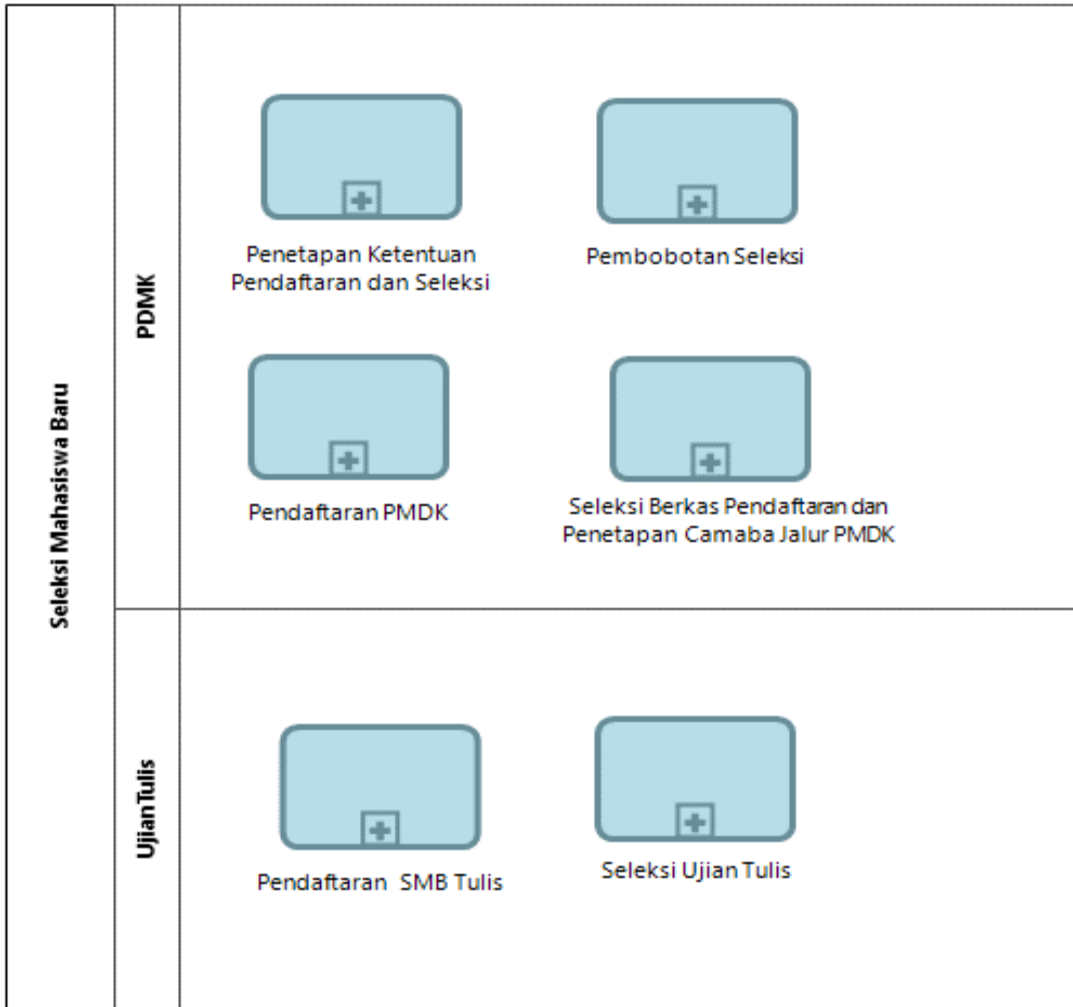 Seleksi Mahasiswa Baru
PDMK
Penetapan Ketentuan
Pendaftaran dan Seleksi
Pembobotan Seleksi
Pendaftaran PMDK
Seleksi Berkas Pendaftaran dan
Penetapan Camaba Jalur PMDK
Ujian Tulis
Pendaftaran SMB Tulis
Seleksi Ujian Tulis